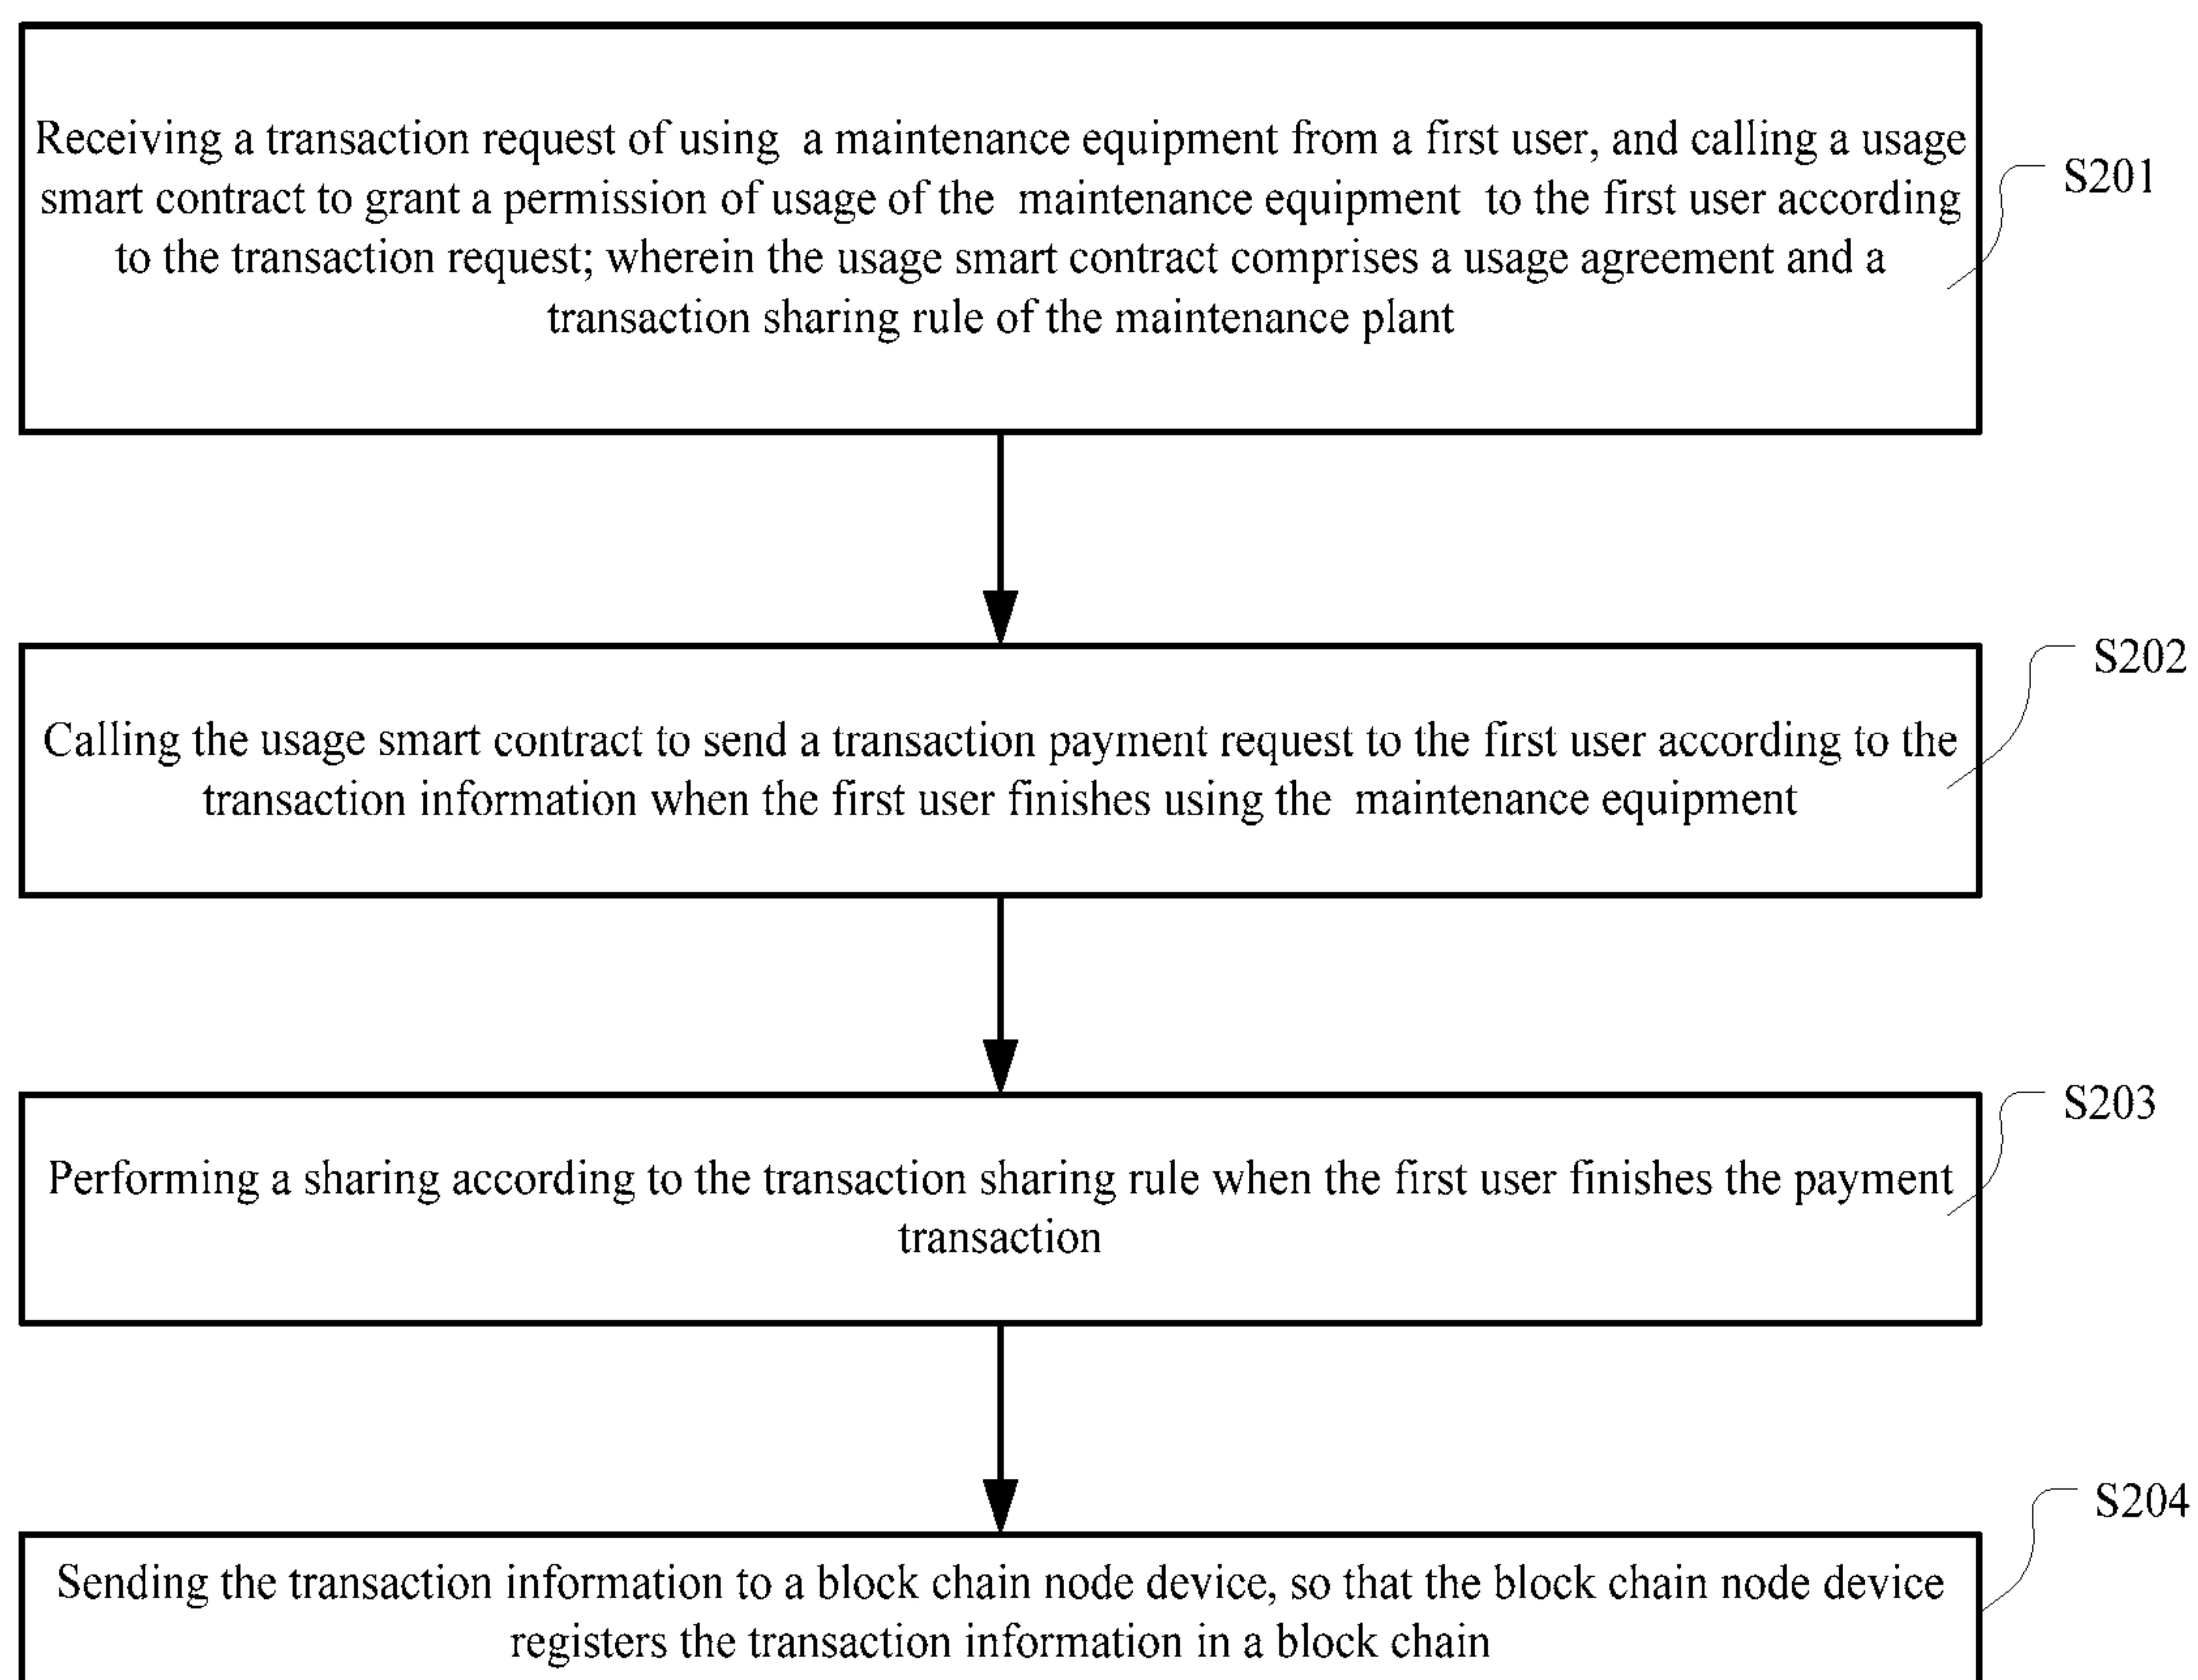 Receiving a transaction request of using a maintenance equipment from a first user, and calling a usage
smart contract to grant a permission of usage of the maintenance equipment to the first user according
to the transaction request; wherein the usage smart contract comprises a usage agreement and a
transaction sharing rule of the maintenance plant
S201
S202
Calling the usage smart contract to send a transaction payment request to the first user according to the
transaction information when the first user finishes using the maintenance equipment
S203
Performing a sharing according to the transaction sharing rule when the first user finishes the payment
transaction
S204
Sending the transaction information to a block chain node device, so that the block chain node device
registers the transaction information in a block chain